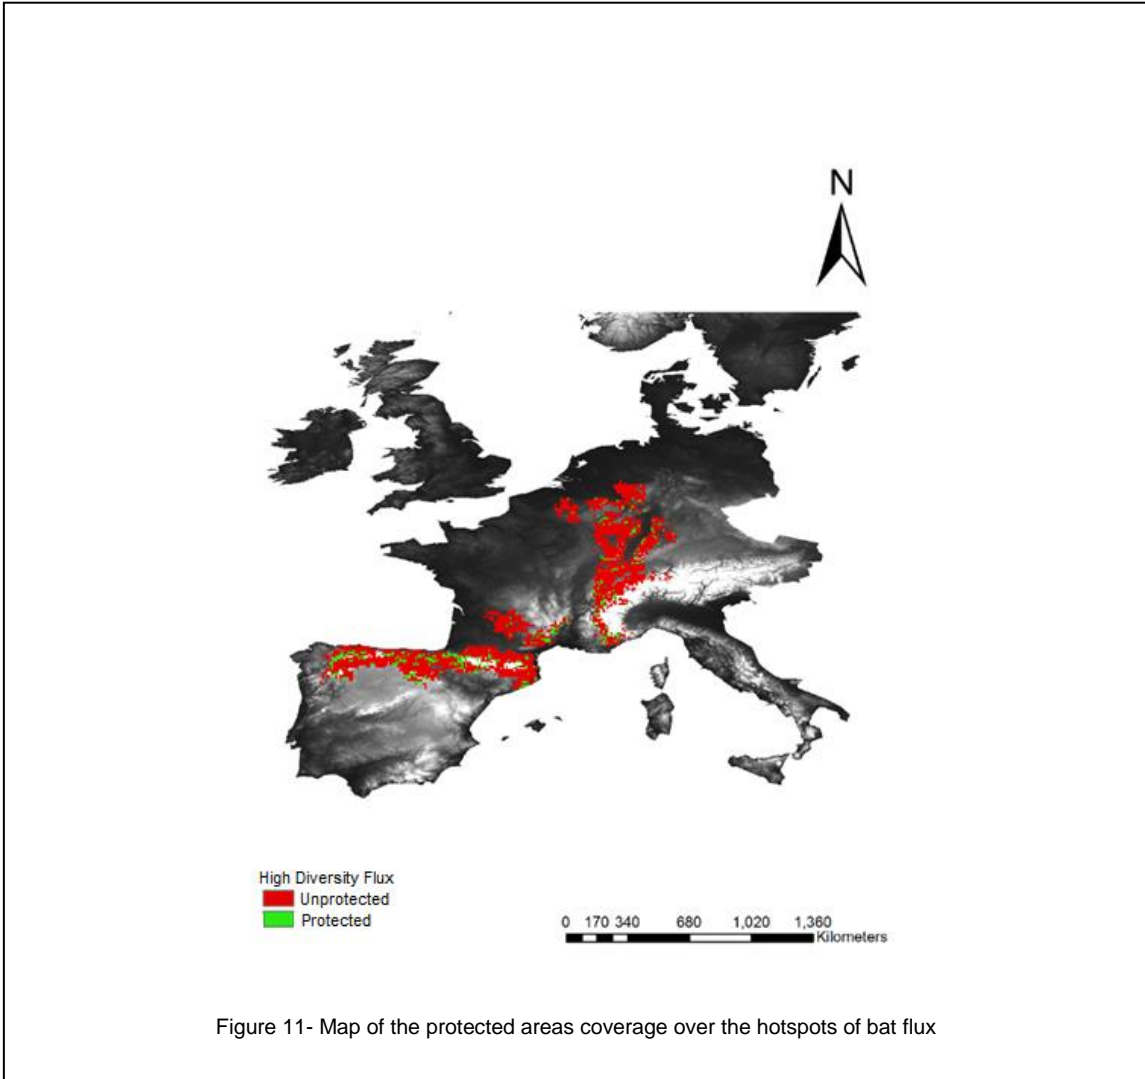 N
High Diversity Flux
Unprotected
Protected
0 170 340 680 1,020 1,360
Kilometers
Figure 11- Map of the protected areas coverage over the hotspots of bat flux